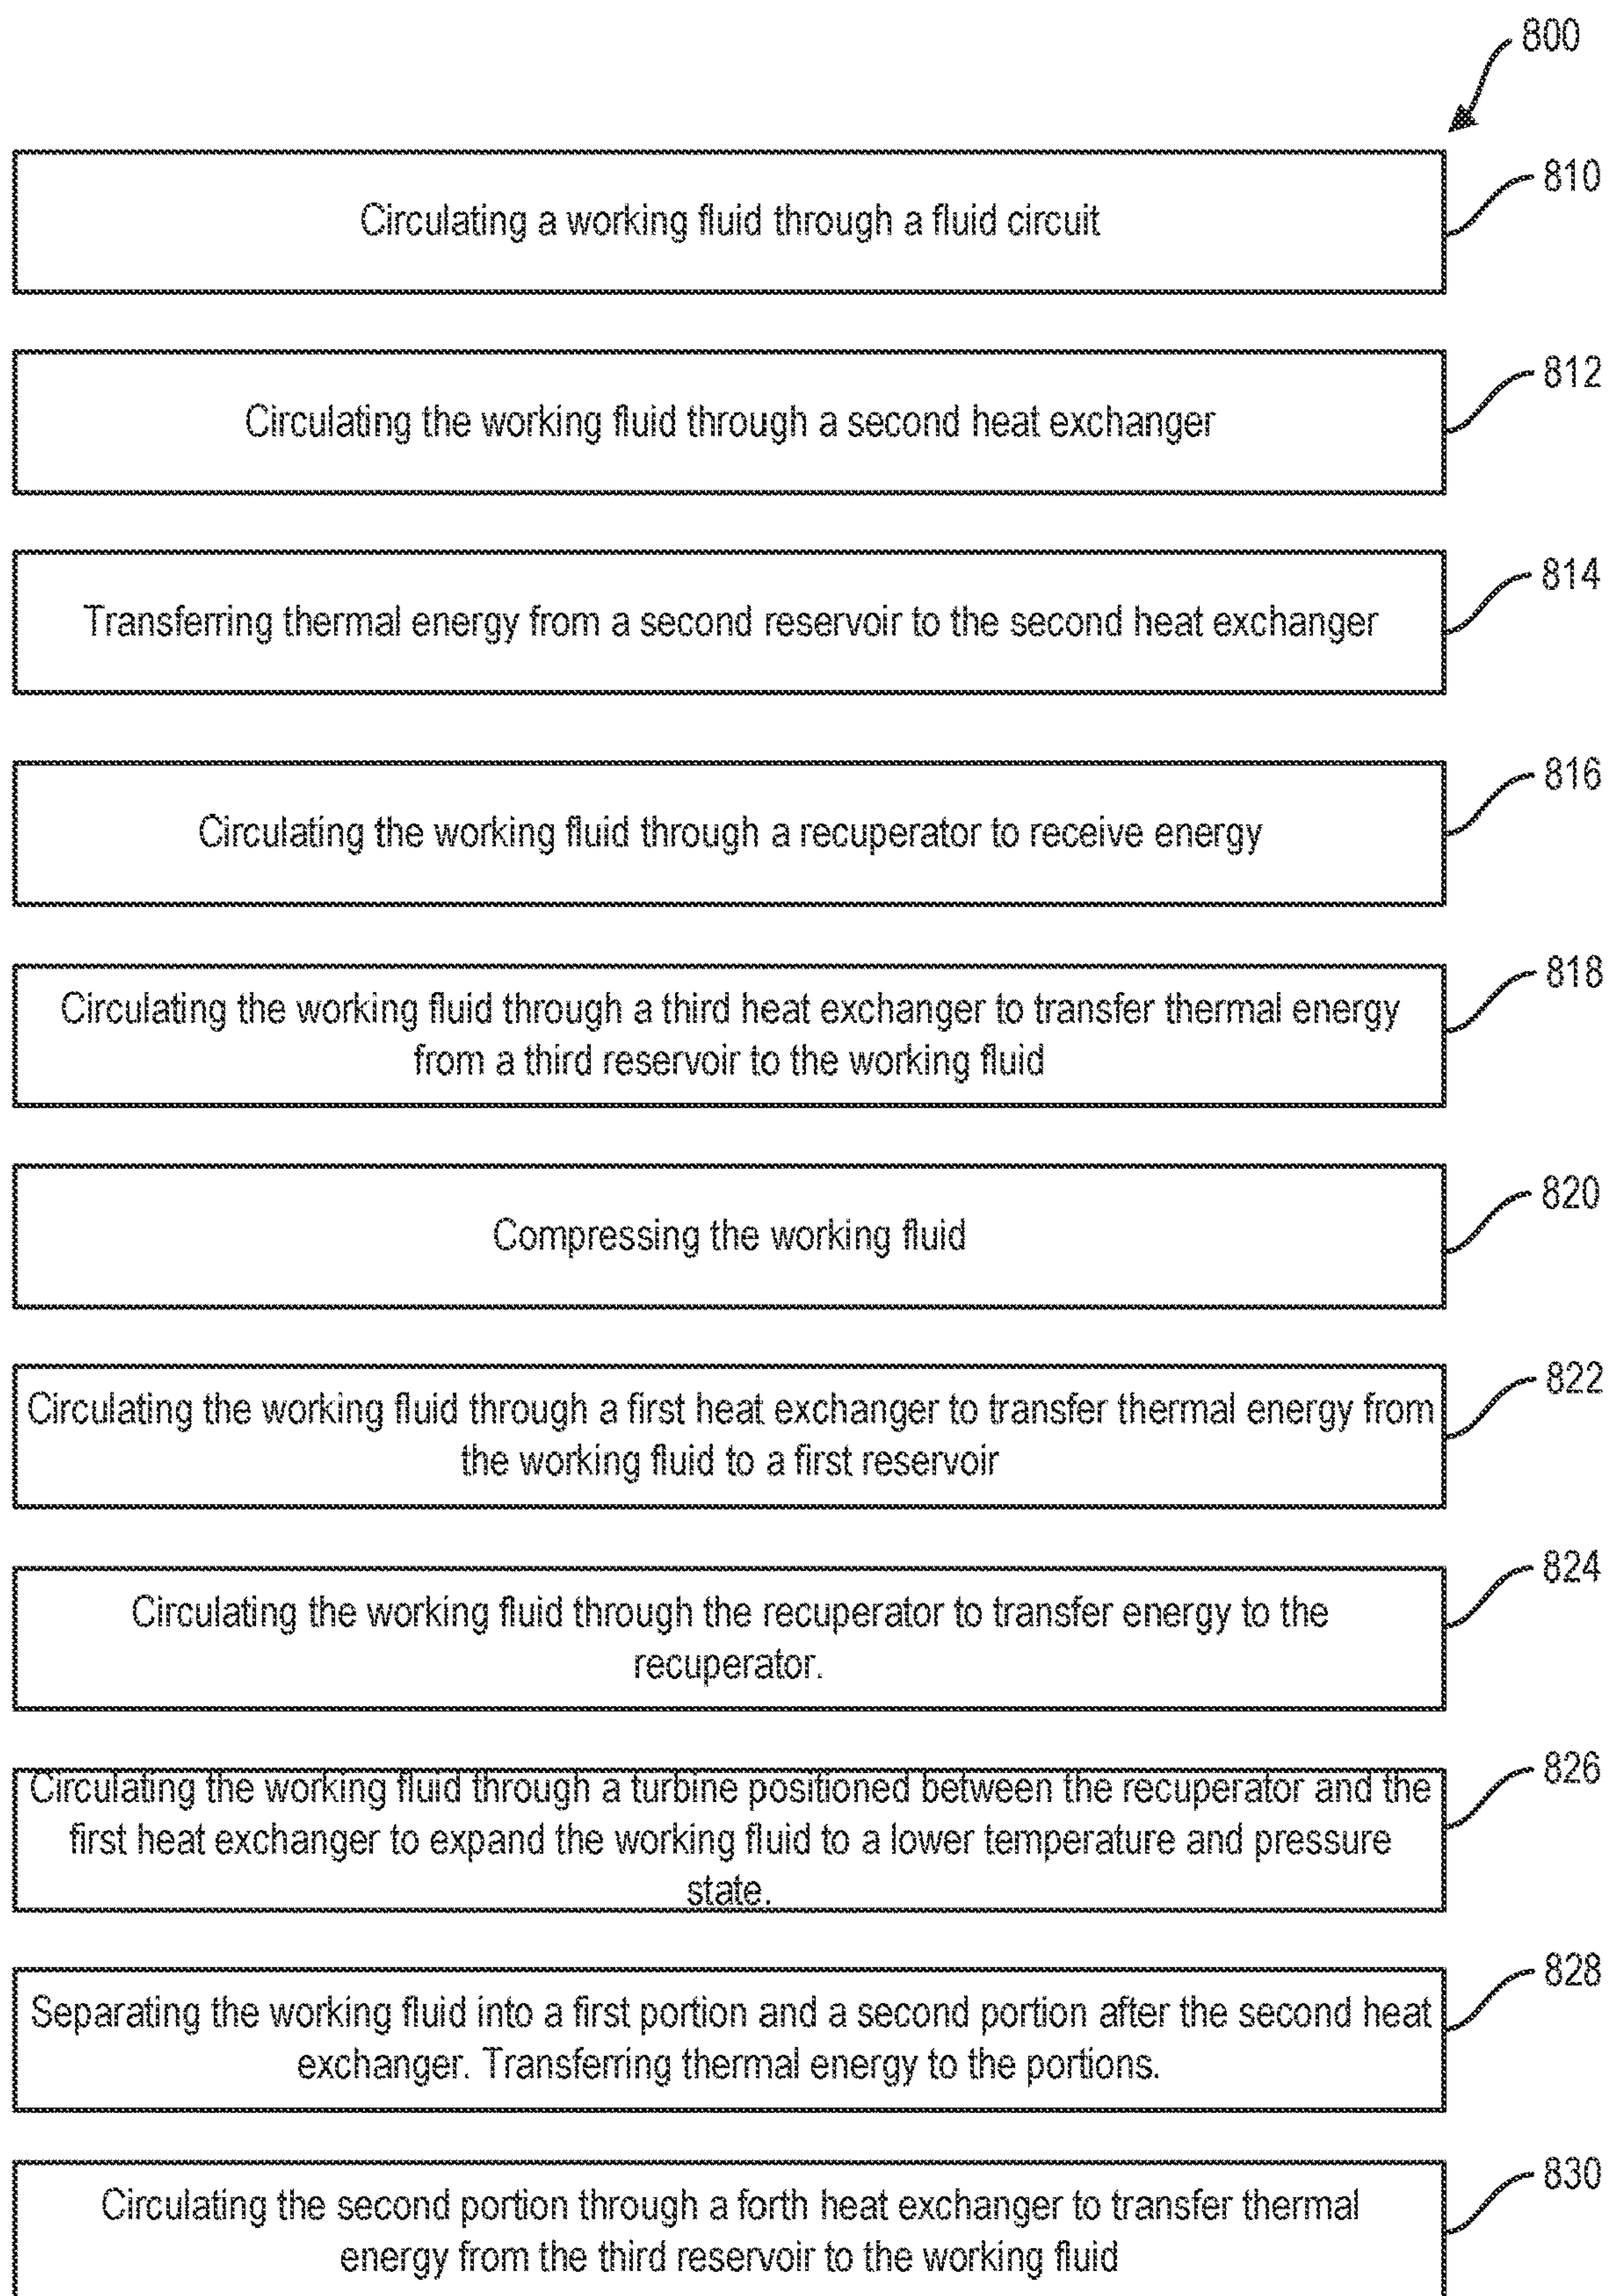 800
810
Circulating a working fluid through a fluid circuit
812
Circulating the working fluid through a second heat exchanger
814
Transferring thermal energy from a second reservoir to the second heat exchanger
816
Circulating the working fluid through a recuperator to receive energy
818
Circulating the working fluid through a third heat exchanger to transfer thermal energy
from a third reservoir to the working fluid
820
Compressing the working fluid
822
Circulating the working fluid through a first heat exchanger to transfer thermal energy from
the working fluid to a first reservoir
824
Circulating the working fluid through the recuperator to transfer energy to the
recuperator.
826
Circulating the working fluid through a turbine positioned between the recuperator and the
first heat exchanger to expand the working fluid to a lower temperature and pressure
state.
828
Separating the working fluid into a first portion and a second portion after the second heat
exchanger. Transferring thermal energy to the portions.
830
Circulating the second portion through a forth heat exchanger to transfer thermal
energy from the third reservoir to the working fluid